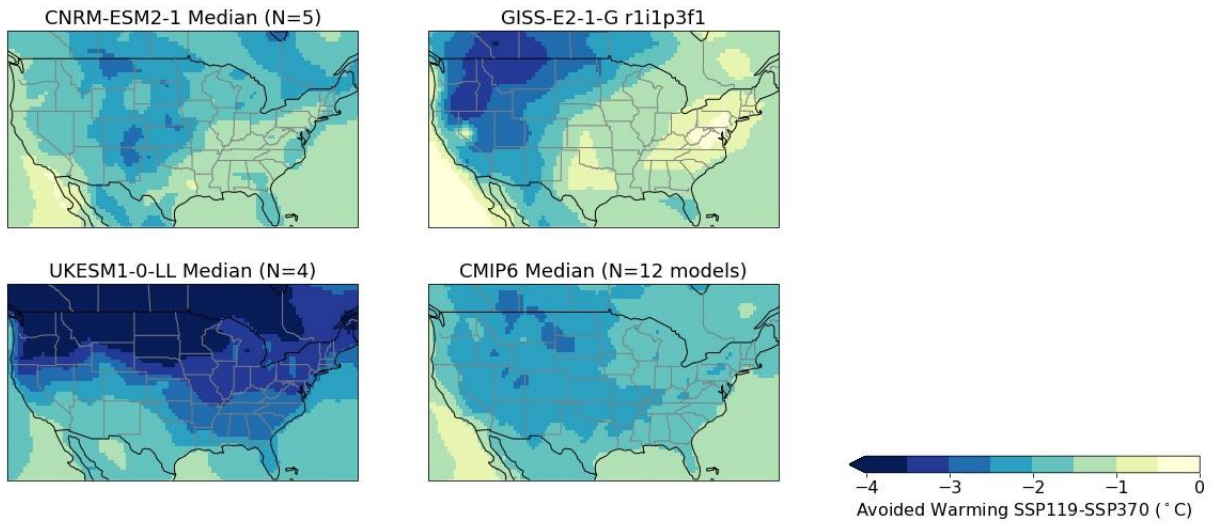 CNRM-ESM2-1 Median (N=5)
GISS-E2-1-G r1i1p3f1
UKESM1-0-LL Median (N=4)
CMIP6 Median (N=12 models)
−4 −3 −2 −1 0
Avoided Warming SSP119-SSP370 (°C)